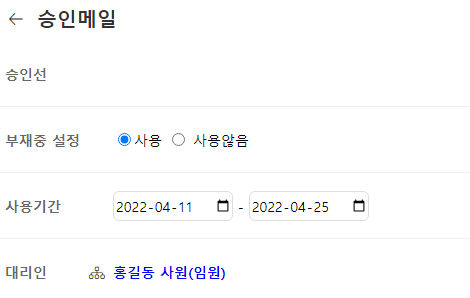 ← 승인메일
승인선
부재중 설정 사용 사용않음
사용기간 2022-04-11 - 2022-04-25
대리인 홍길동 사원(임원)